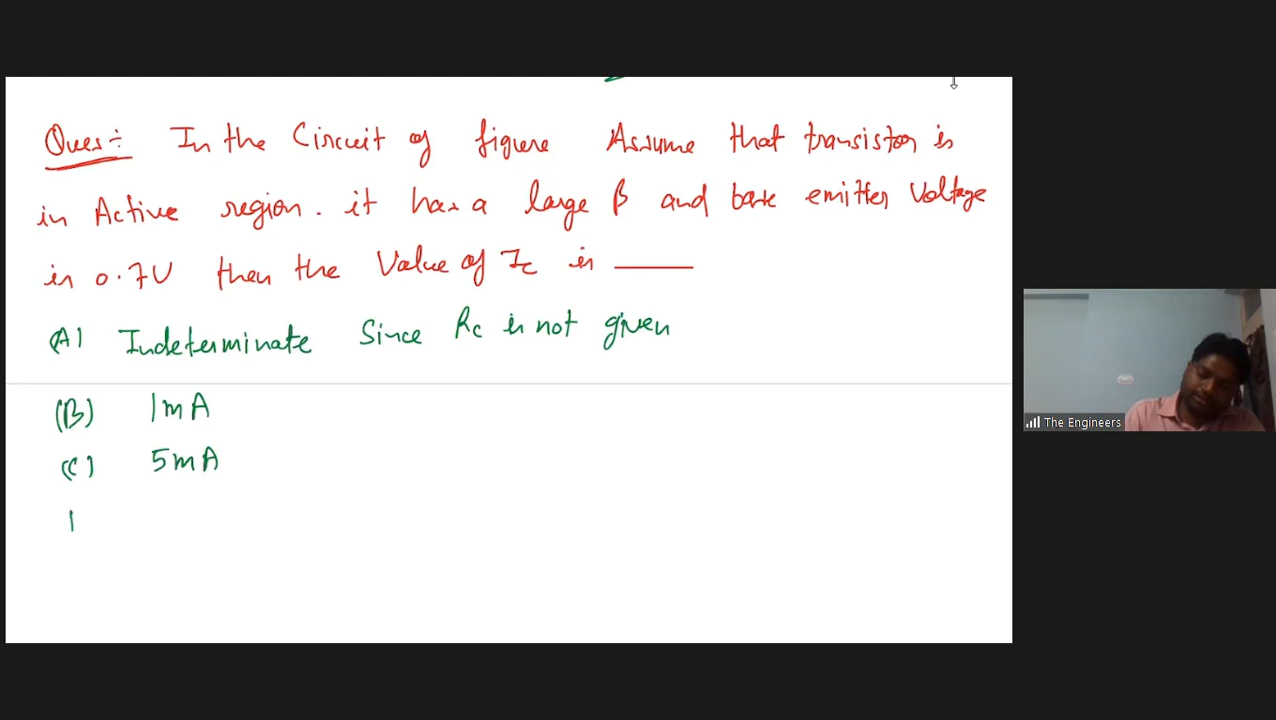 Ques:- In the Circuit of figure Assume that transistor is
in Active region. it has a large β and base emitter Voltage
is 0.7V then the Value of Ic is _____
(A) Indeterminate Since Rc is not given
(B) 1mA
(C) 5mA
The Engineers